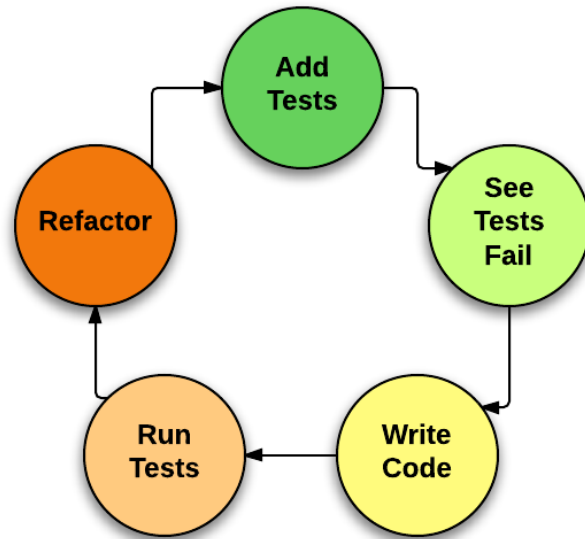 Add
Tests
See
Tests
Fail
Write
Code
Run
Tests
Refactor